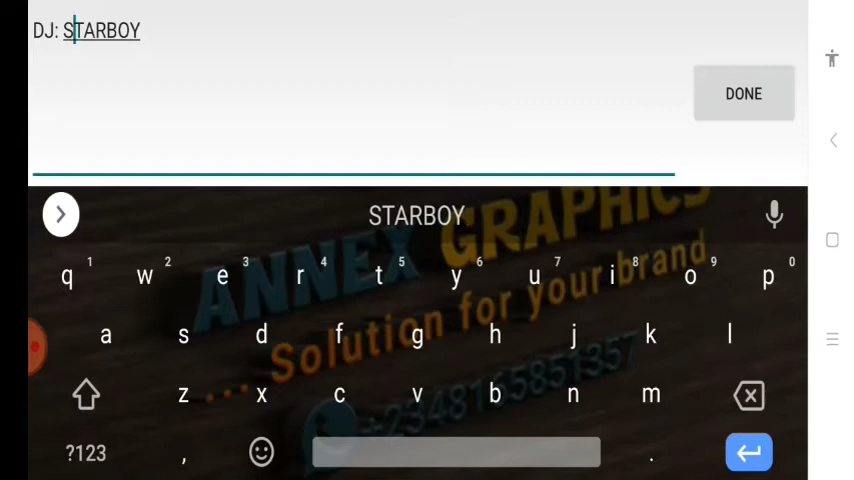 DJ: STARBOY
DONE
STARBOY
ANNEX GRAPHICS
... Solution for your brand
+2348165851357
q 1 w 2 e 3 r 4 t 5 y 6 u 7 i 8 o 9 p 0
a s d f g h j k l
z x c v b n m
?123 , .